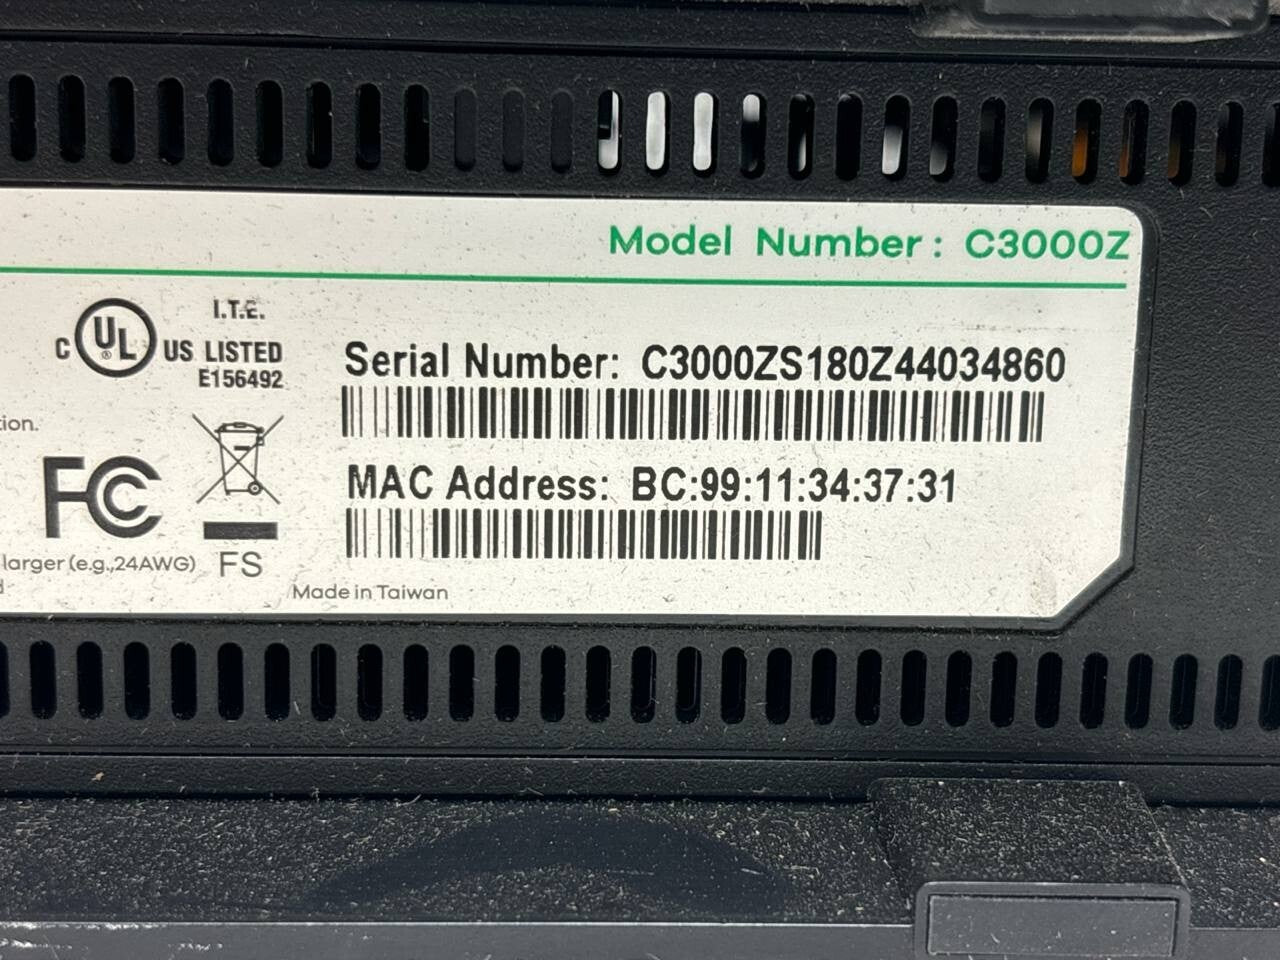 Model Number: C3000Z
I.T.E.
C UL ® US LISTED
E156492
Serial Number: C3000ZS180Z44034860
tion.
MAC Address: BC:99:11:34:37:31
FC
larger (e.g.,24AWG)
FS
Made in Taiwan